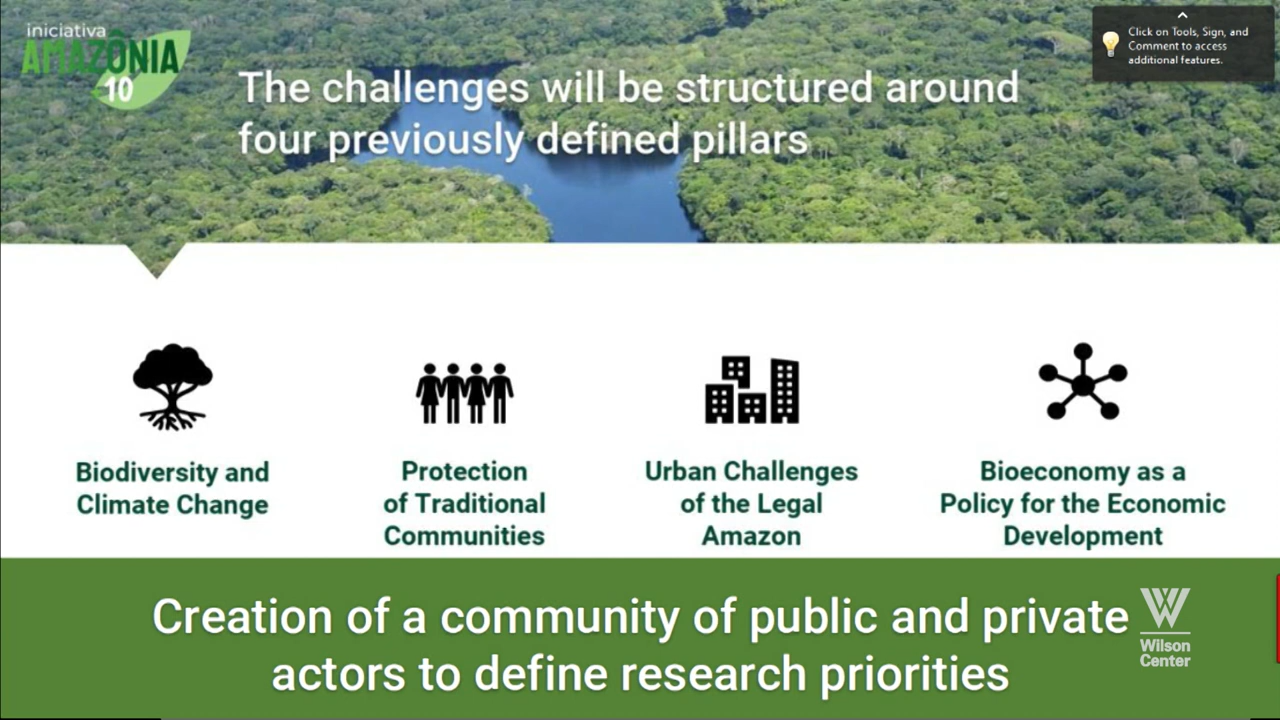 iniciativa
AMAZÔNIA
10
Click on Tools, Sign, and
Comment to access
additional features.
The challenges will be structured around
four previously defined pillars
Biodiversity and
Climate Change
Protection
of Traditional
Communities
Urban Challenges
of the Legal
Amazon
Bioeconomy as a
Policy for the Economic
Development
Creation of a community of public and private
actors to define research priorities
W
Wilson
Center